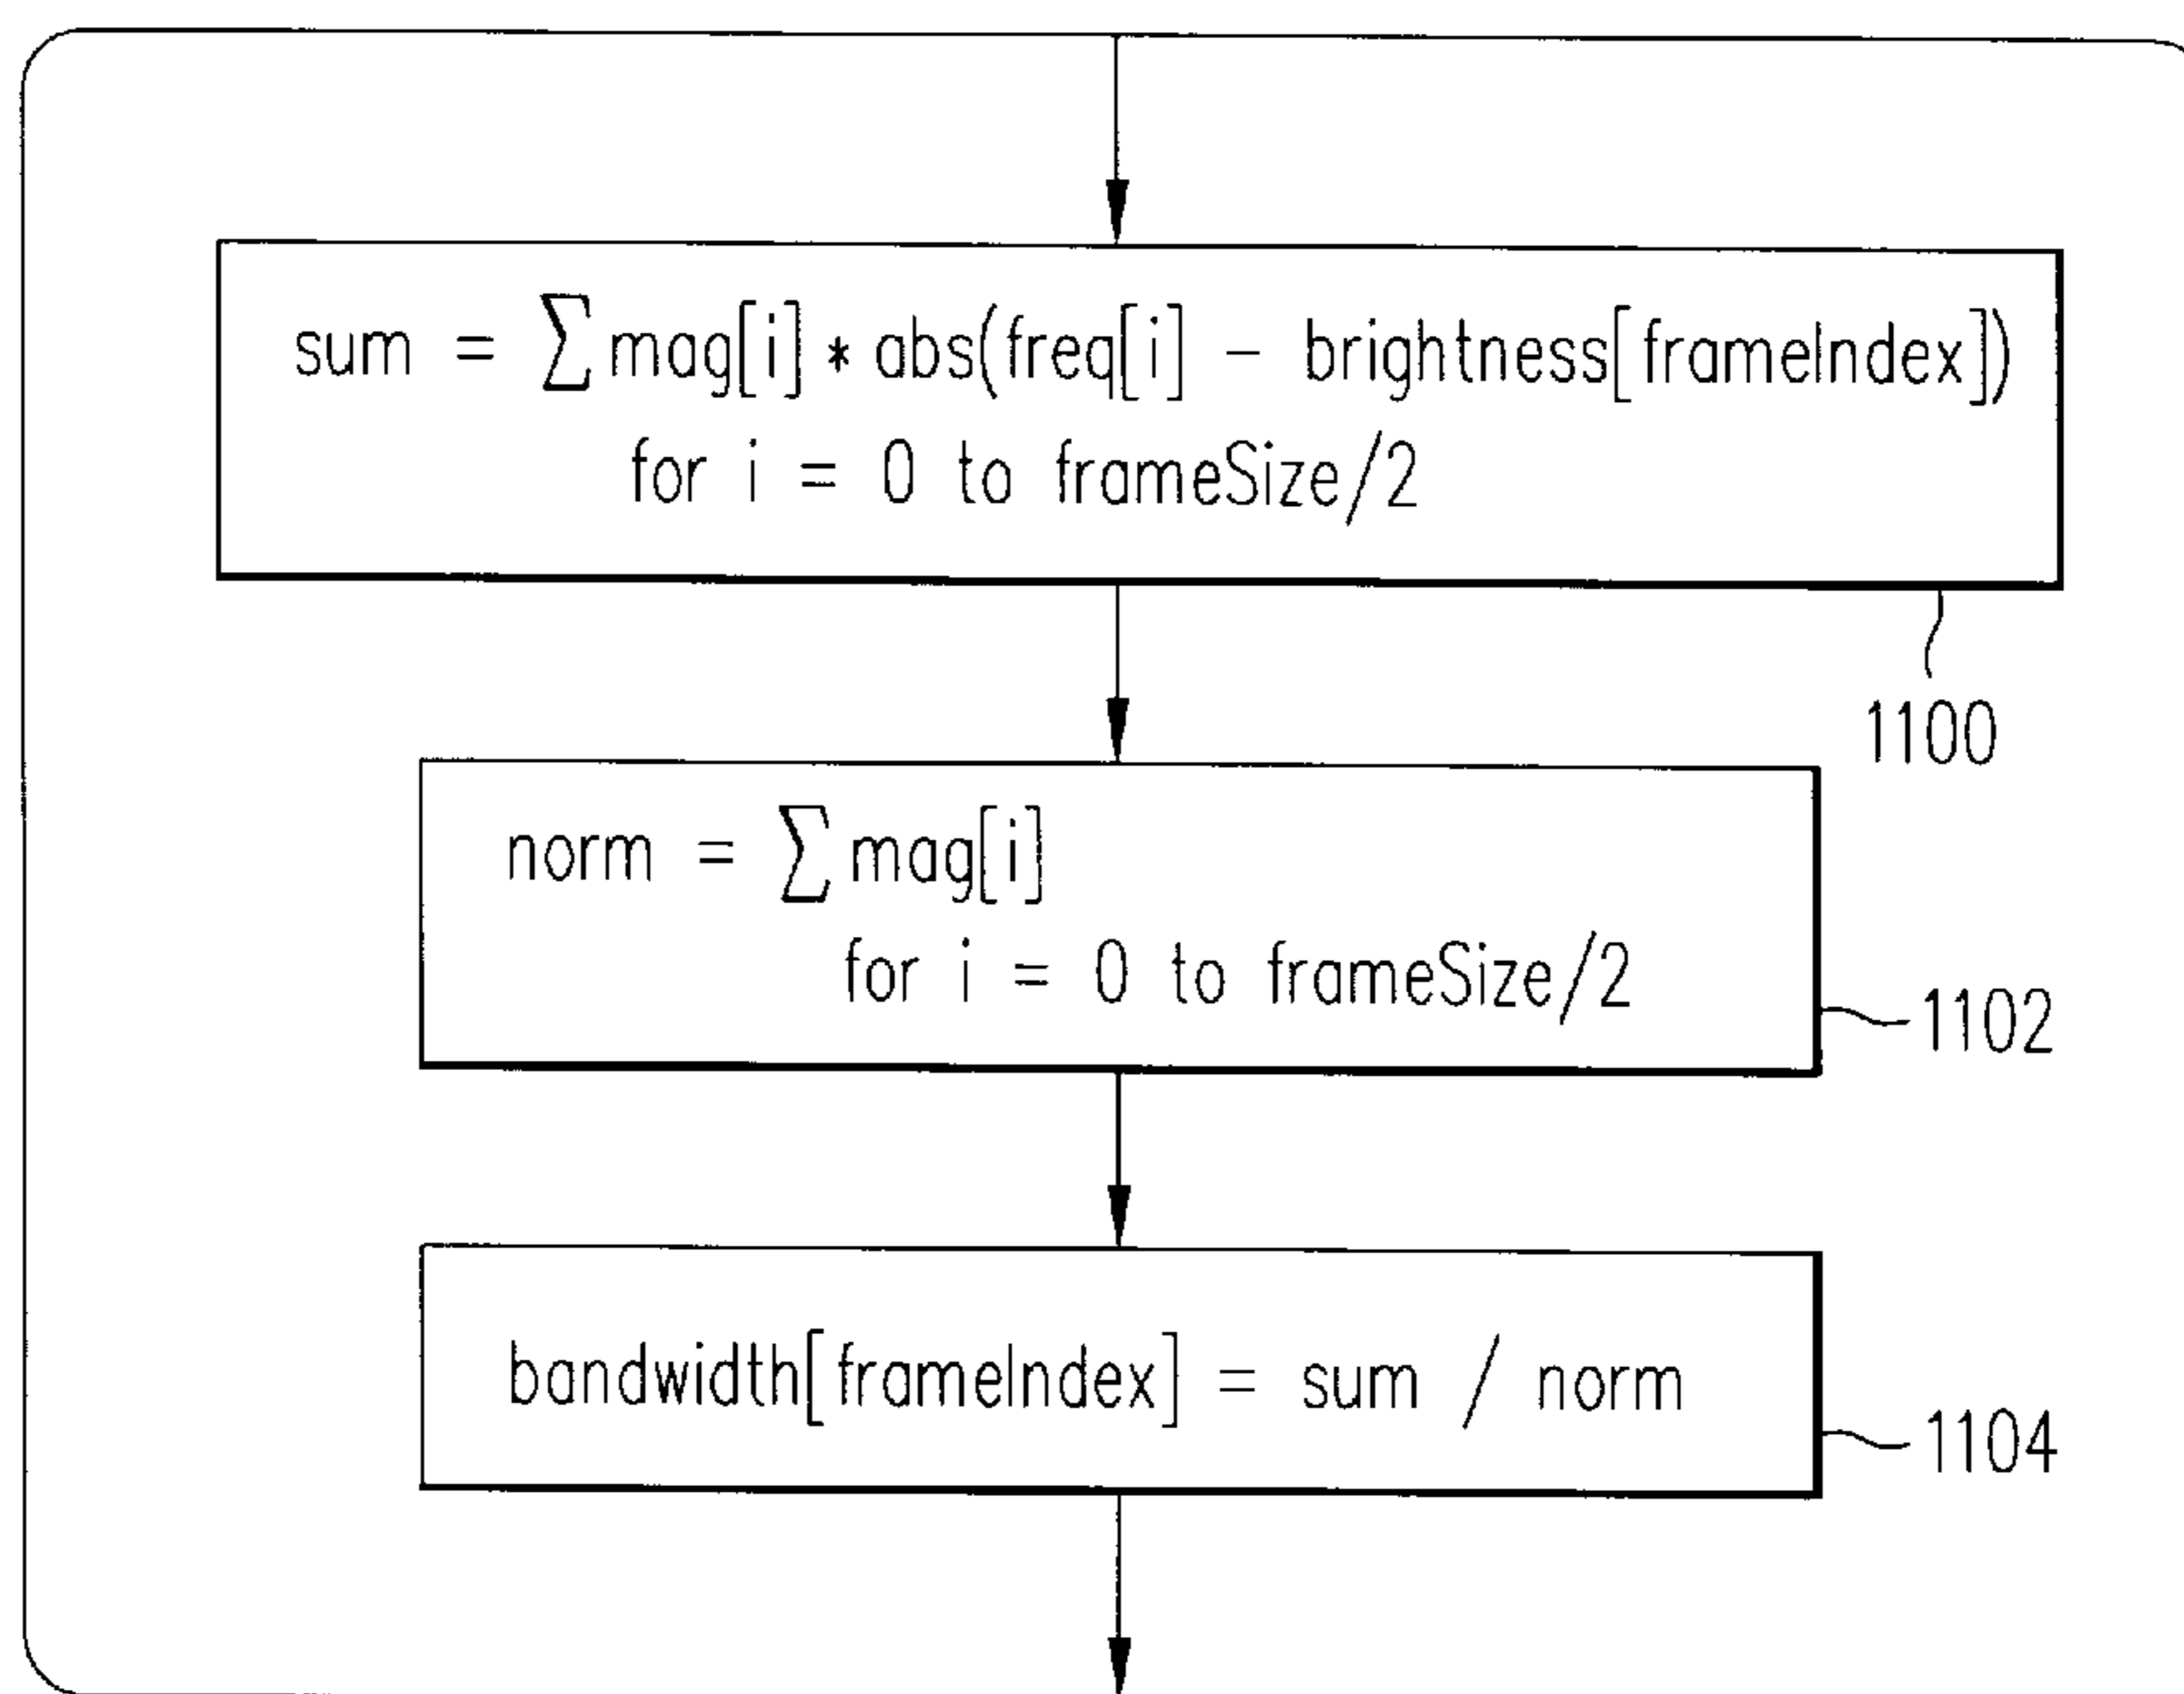 sum = ∑ mag[i] * abs(freq[i] - brightness[frameIndex])
for i = 0 to frameSize/2
1100
norm = ∑ mag[i]
for i = 0 to frameSize/2
1102
bandwidth[frameIndex] = sum / norm
1104